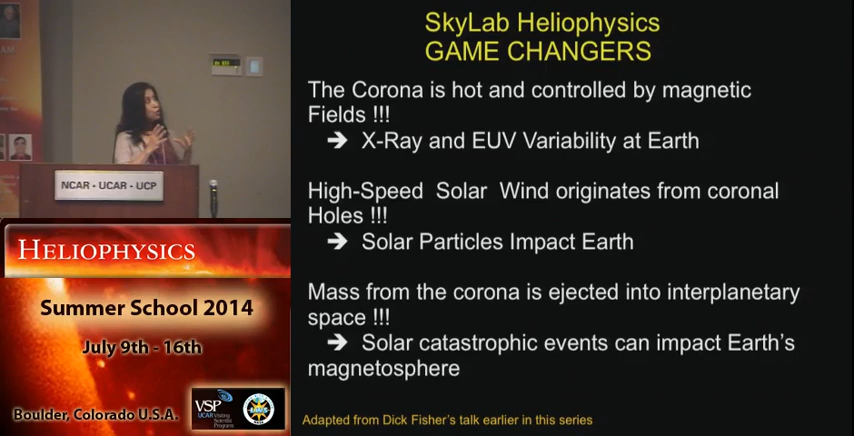 SkyLab Heliophysics
GAME CHANGERS
The Corona is hot and controlled by magnetic
Fields !!!
➔ X-Ray and EUV Variability at Earth
High-Speed Solar Wind originates from coronal
Holes !!!
➔ Solar Particles Impact Earth
Mass from the corona is ejected into interplanetary
space !!!
➔ Solar catastrophic events can impact Earth's
magnetosphere
Adapted from Dick Fisher's talk earlier in this series
NCAR • UCAR • UCP
HELIOPHYSICS
Summer School 2014
July 9th - 16th
Boulder, Colorado U.S.A.
VSP
UCAR Visiting
Scientist
Programs